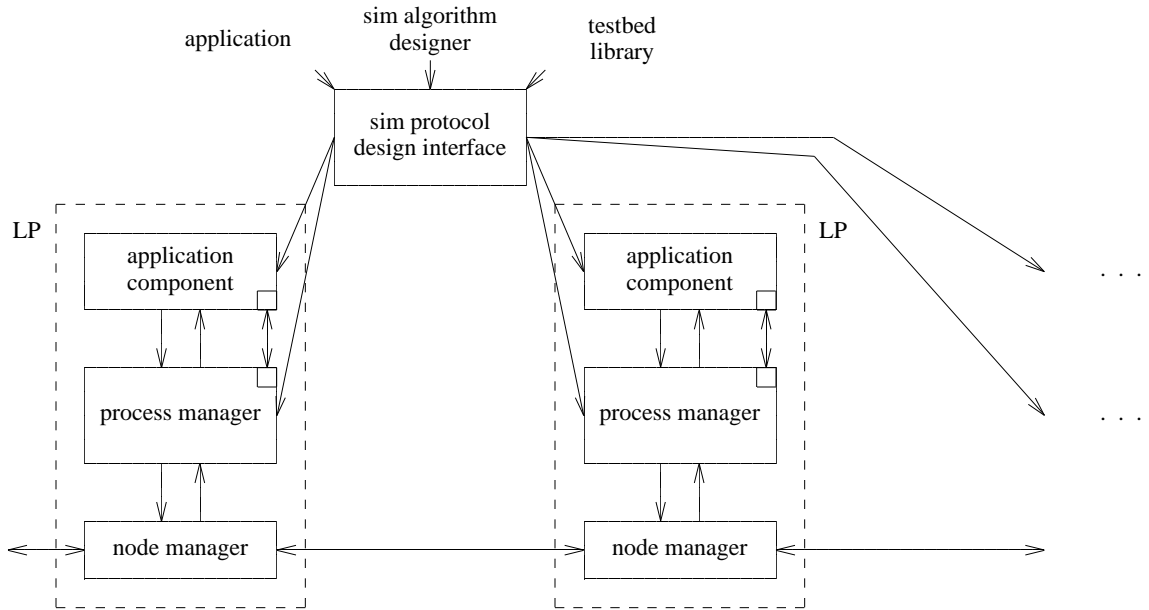 application
sim algorithm
designer
testbed
library
sim protocol
design interface
LP
application
component
process manager
node manager
application
component
process manager
node manager
LP
. . .
. . .